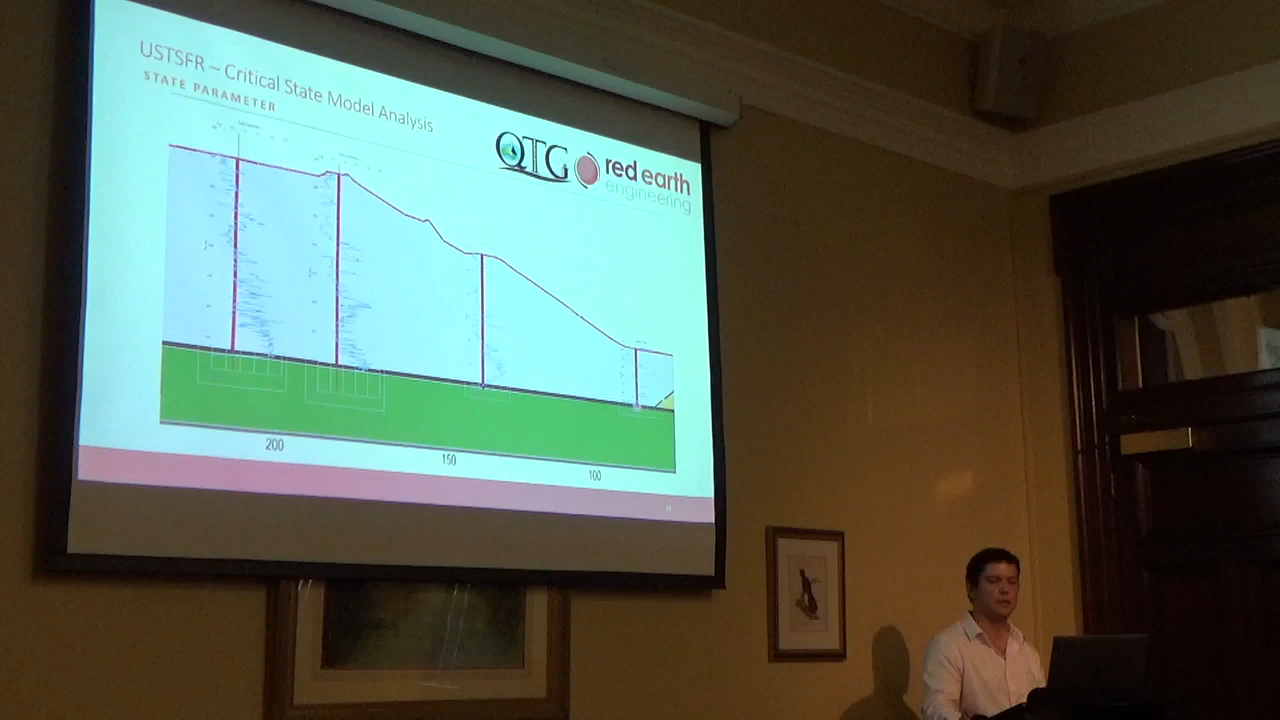 USTSFR – Critical State Model Analysis
STATE PARAMETER
QTG
red earth
engineering
200
150
100